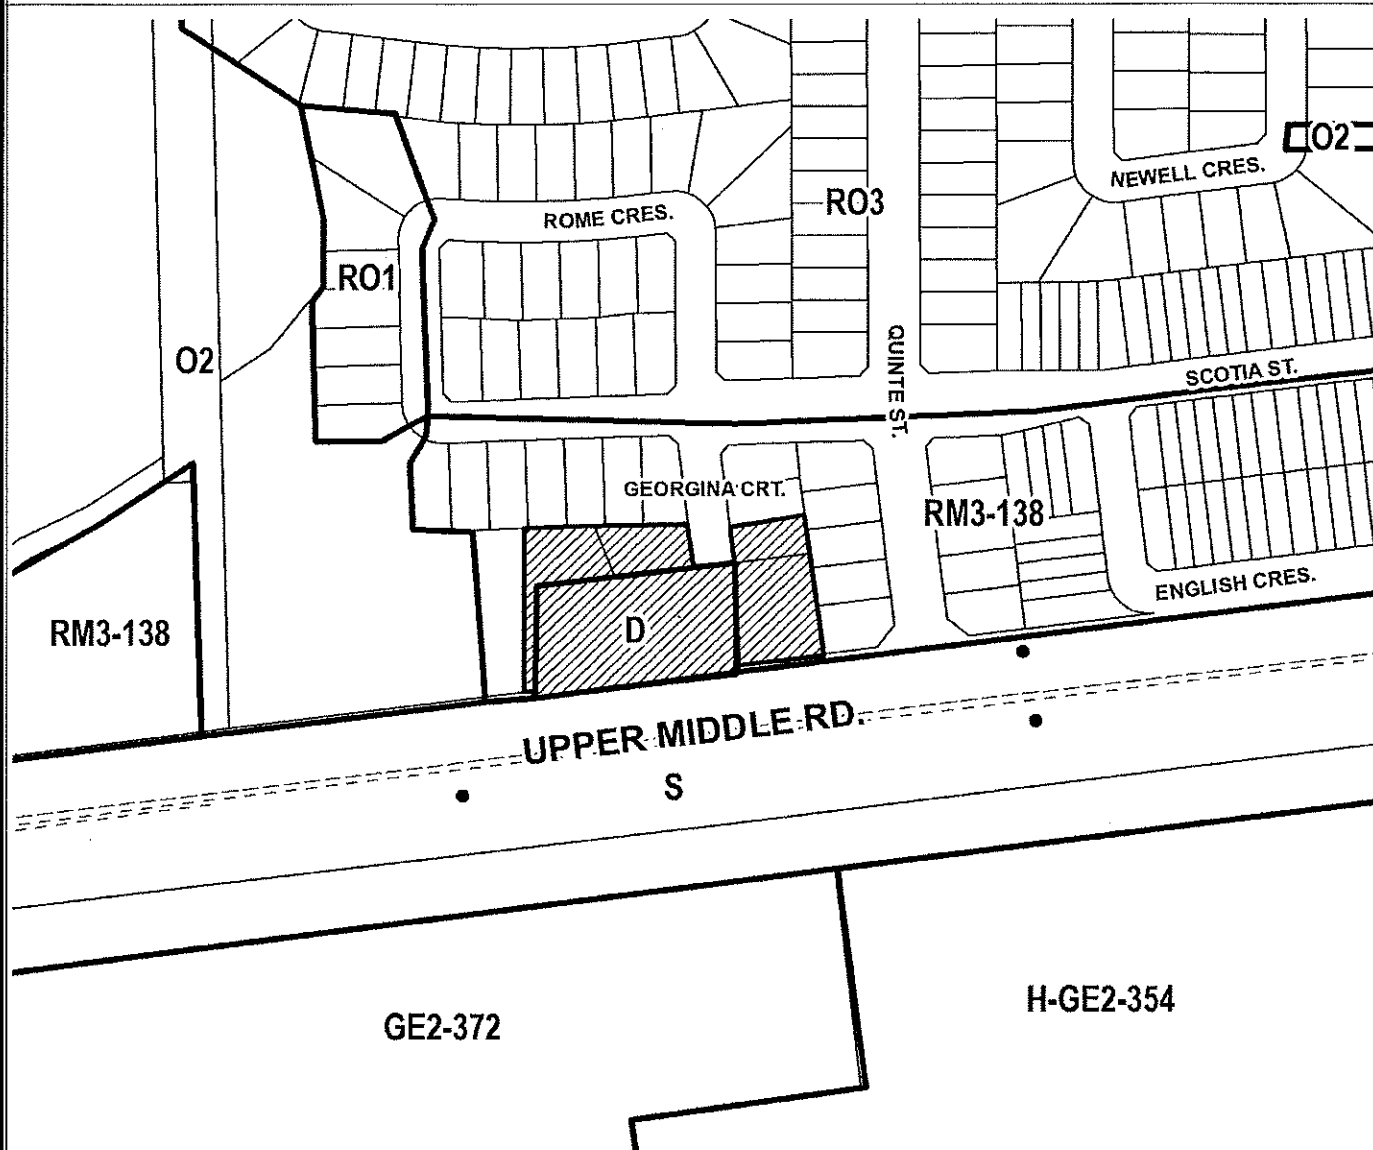 O2
NEWELL CRES.
RO3
ROME CRES.
RO1
O2
QUINTE ST.
SCOTIA ST.
GEORGINA CRT.
RM3-138
ENGLISH CRES.
RM3-138
D
UPPER MIDDLE RD.
S
H-GE2-354
GE2-372